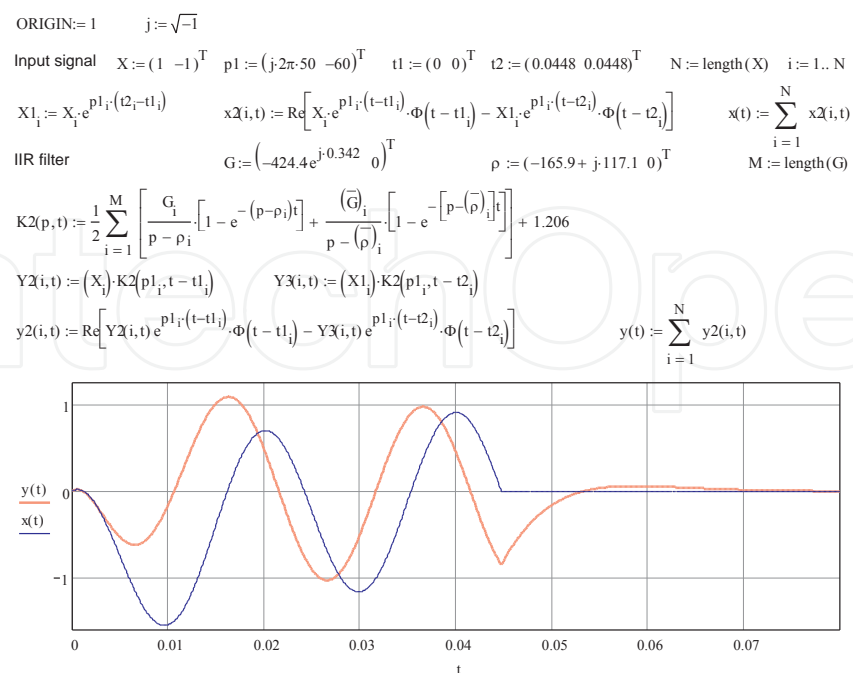 ORIGIN:= 1 j := √−1
Input signal X := (1 −1)^T p1 := (j·2π·50 −60)^T t1 := (0 0)^T t2 := (0.0448 0.0448)^T N := length(X) i := 1.. N
X1_i := X_i·e^{p1_i·(t2_i−t1_i)} x2(i,t) := Re[X_i·e^{p1_i·(t−t1_i)}·Φ(t − t1_i) − X1_i·e^{p1_i·(t−t2_i)}·Φ(t − t2_i)] x(t) := ∑_{i = 1}^{N} x2(i,t)
IIR filter G := (−424.4e^{j·0.342} 0)^T ρ := (−165.9 + j·117.1 0)^T M := length(G)
K2(p,t) := 1/2 ∑_{i = 1}^{M} [G_i/(p − ρ_i)·[1 − e^{−(p−ρ_i)t}] + (G̅)_i/(p − (ρ̅)_i)·[1 − e^{−[p−(ρ̅)_i]t}]] + 1.206
Y2(i,t) := (X_i)·K2(p1_i, t − t1_i) Y3(i,t) := (X1_i)·K2(p1_i, t − t2_i)
y2(i,t) := Re[Y2(i,t) e^{p1_i·(t−t1_i)}·Φ(t − t1_i) − Y3(i,t) e^{p1_i·(t−t2_i)}·Φ(t − t2_i)] y(t) := ∑_{i = 1}^{N} y2(i,t)
1
y(t) 0
x(t)
−1
0 0.01 0.02 0.03 0.04 0.05 0.06 0.07
t
ntechOpe